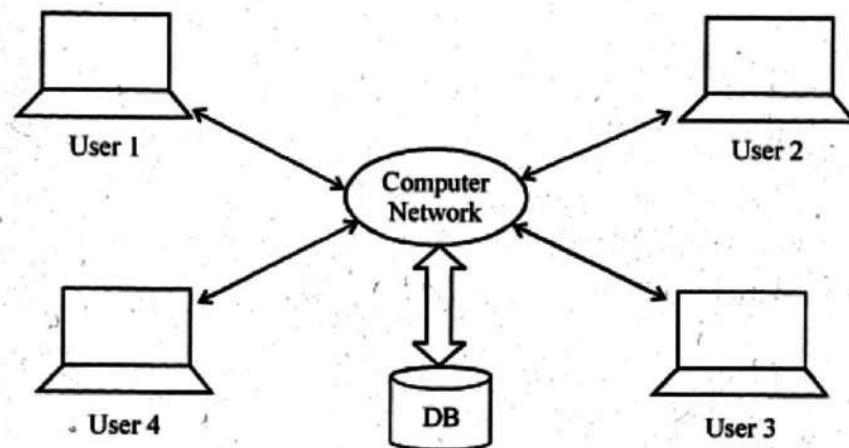 User 1
User 2
Computer
Network
User 4
DB
User 3